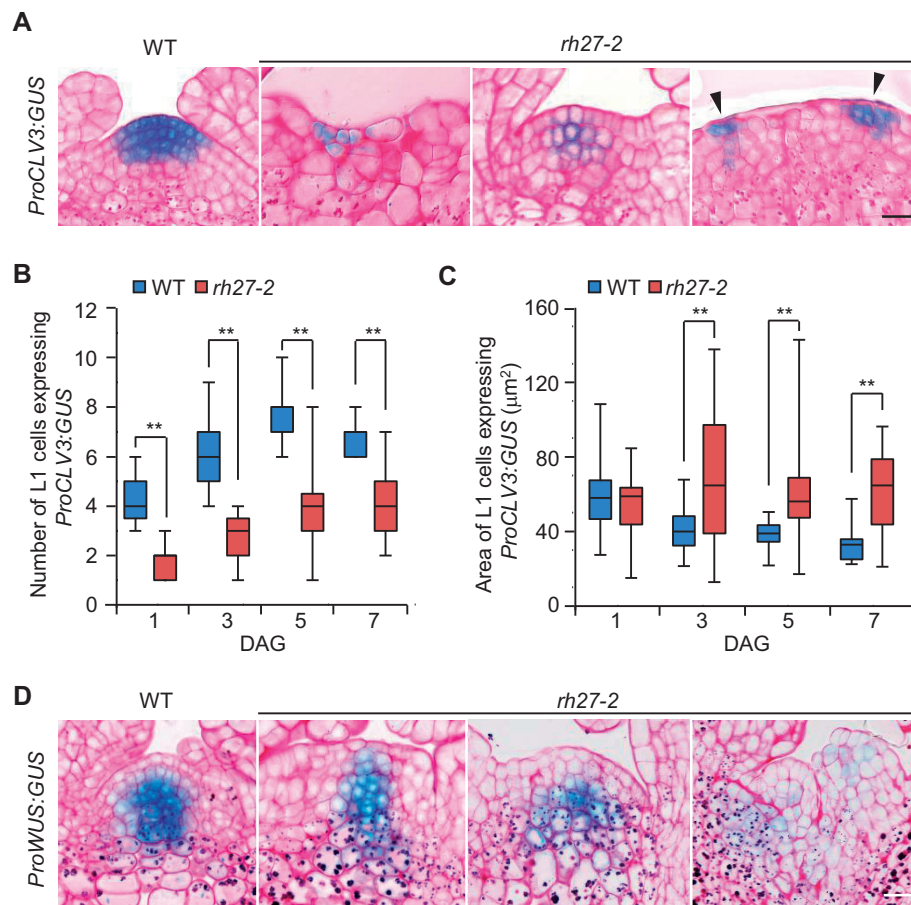 A
WT
rh27-2
ProCLV3:GUS
B
WT rh27-2
Number of L1 cells expressing
ProCLV3:GUS
12
10
8
6
4
2
0
** ** ** **
1 3 5 7
DAG
C
WT rh27-2
Area of L1 cells expressing
ProCLV3:GUS (μm²)
160
120
80
40
0
** ** **
1 3 5 7
DAG
D
WT
rh27-2
ProWUS:GUS